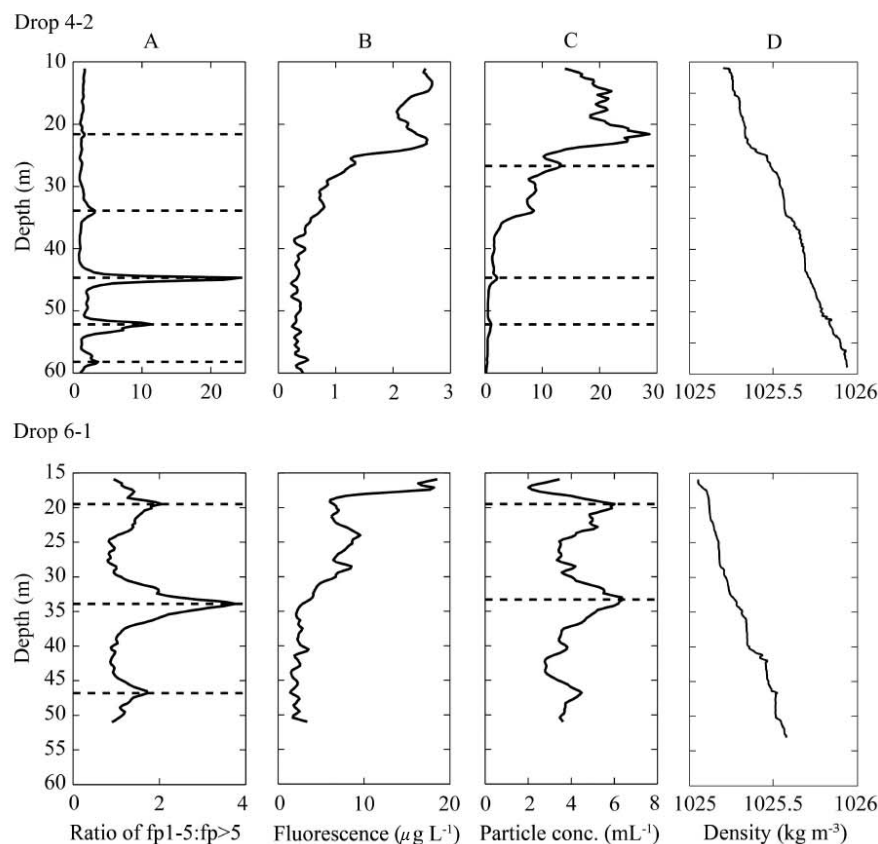 Drop 4-2
A B C D
10
20
30
40
50
60
Depth (m)
0 10 20 0 1 2 3 0 10 20 30 1025 1025.5 1026
Drop 6-1
15
20
25
30
35
40
45
50
55
60
Depth (m)
0 2 4 0 10 20 0 4 6 8 1025 1025.5 1026
Ratio of fp1-5:fp>5 Fluorescence (µg L⁻¹) Particle conc. (mL⁻¹) Density (kg m⁻³)